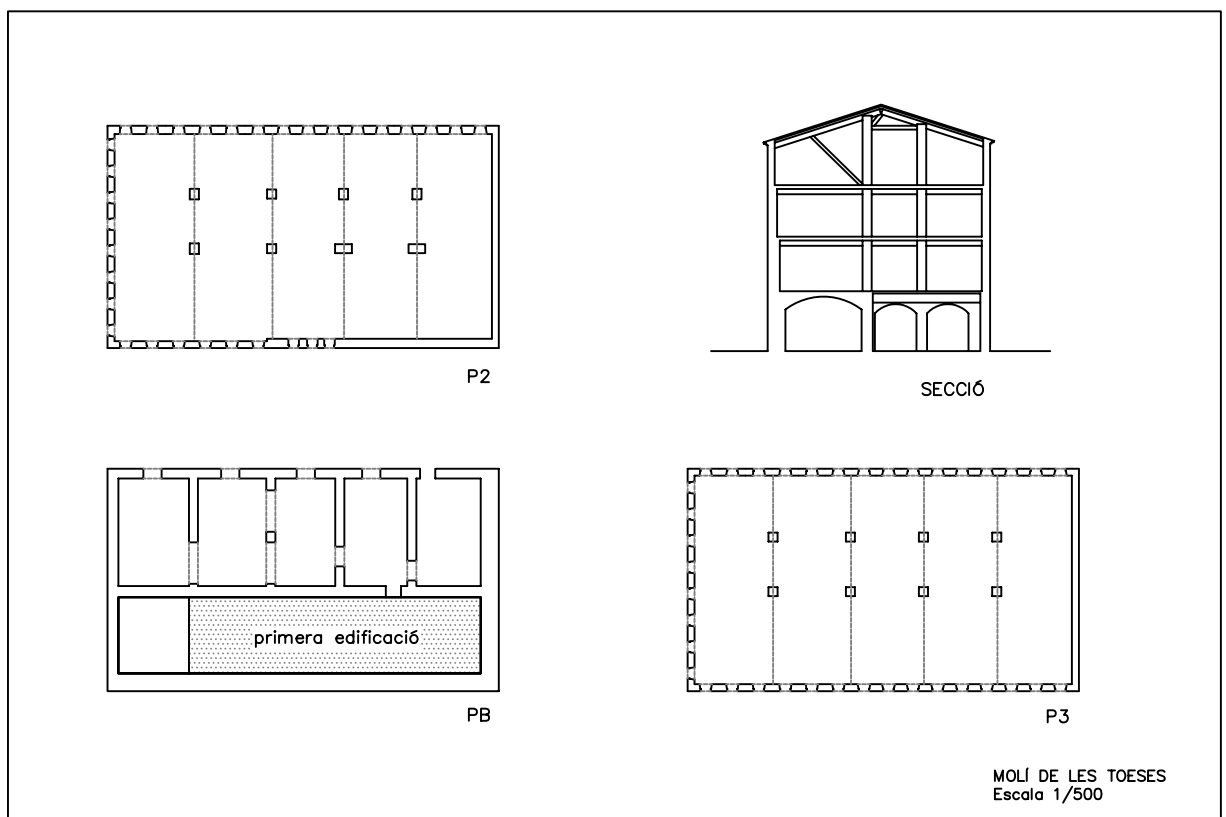 P2
SECCIÓ
primera edificació
PB
P3
MOLÍ DE LES TOESES
Escala 1/500